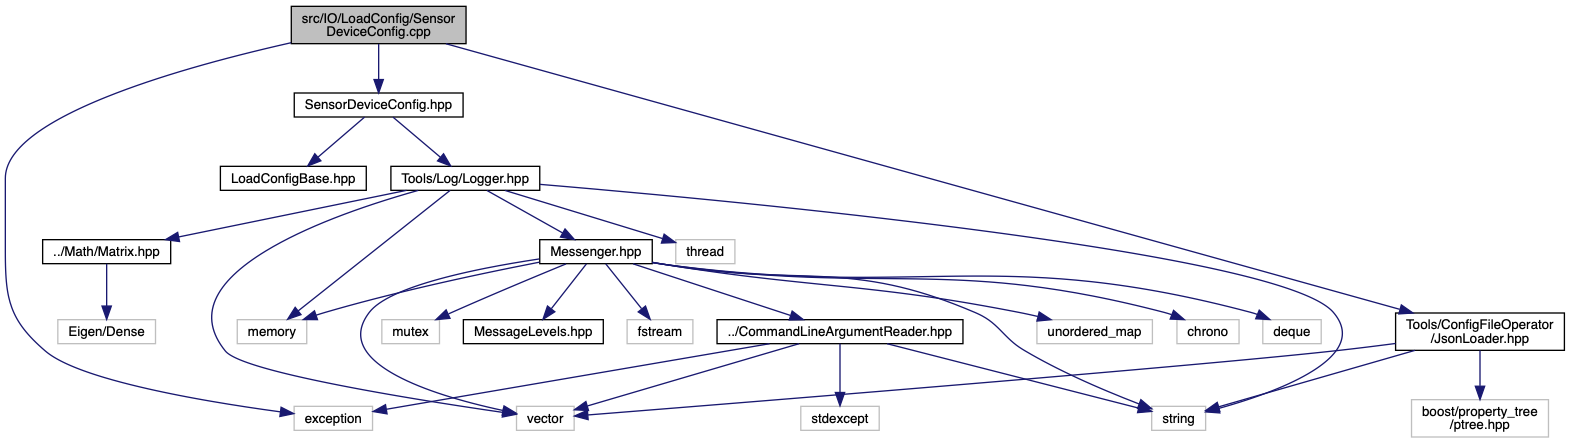 src/IO/LoadConfig/Sensor
DeviceConfig.cpp
SensorDeviceConfig.hpp
LoadConfigBase.hpp
Tools/Log/Logger.hpp
../Math/Matrix.hpp
Messenger.hpp
thread
Eigen/Dense
memory
mutex
MessageLevels.hpp
fstream
../CommandLineArgumentReader.hpp
unordered_map
chrono
deque
Tools/ConfigFileOperator
/JsonLoader.hpp
exception
vector
stdexcept
string
boost/property_tree
/ptree.hpp